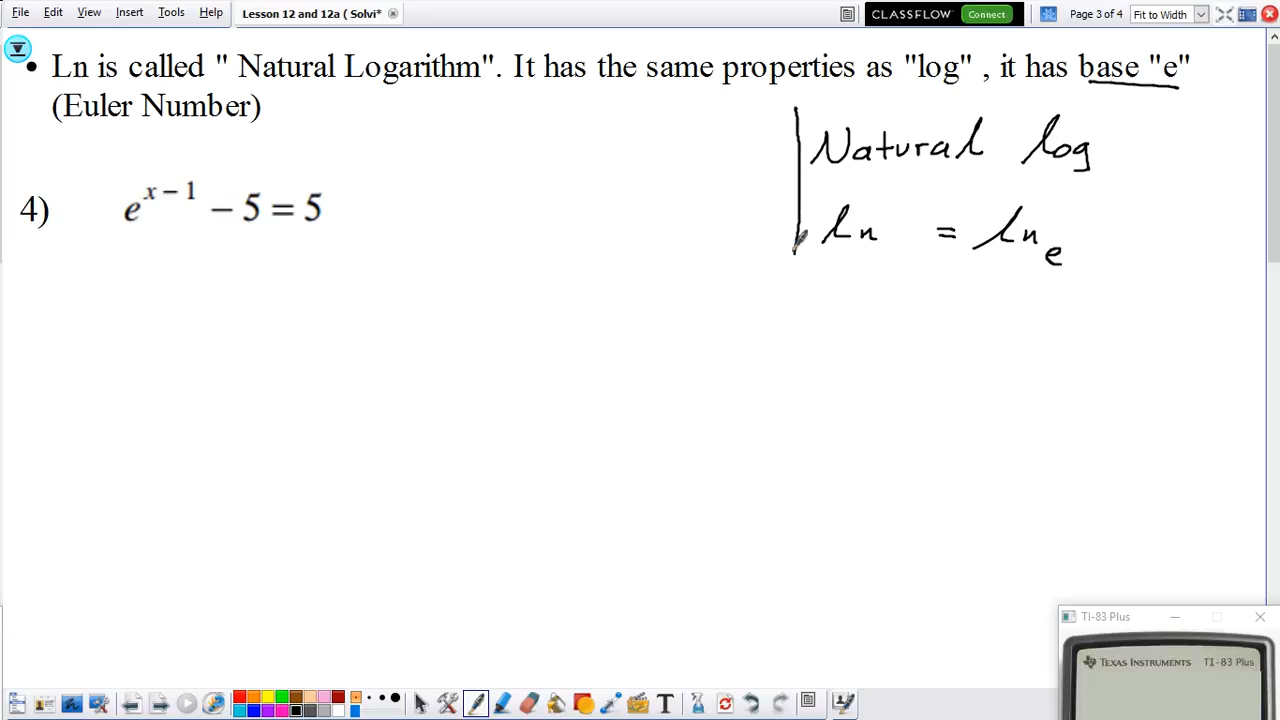 File Edit View Insert Tools Help Lesson 12 and 12a ( Solvi* CLASSFLOW Connect Page 3 of 4 Fit to Width
• Ln is called " Natural Logarithm". It has the same properties as "log" , it has base "e"
(Euler Number)
Natural log
4) e^{x-1} - 5 = 5
ln = ln_e
TI-83 Plus
TEXAS INSTRUMENTS TI-83 Plus